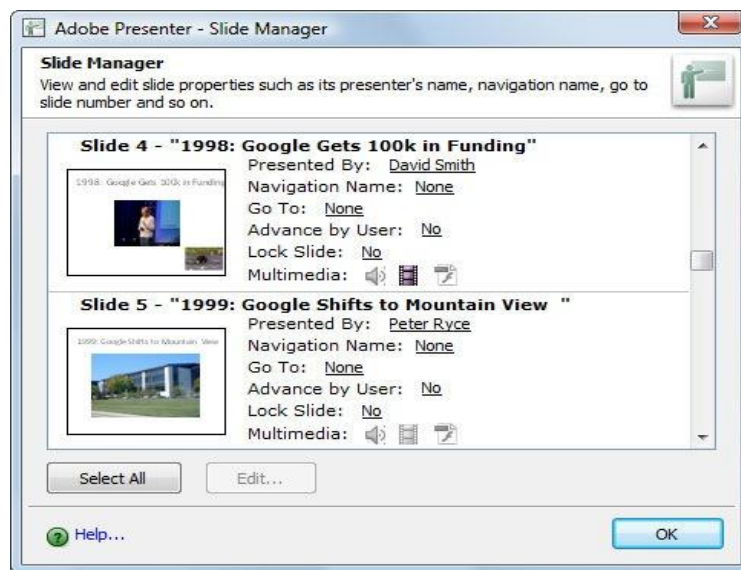 Adobe Presenter - Slide Manager
Slide Manager
View and edit slide properties such as its presenter's name, navigation name, go to
slide number and so on.
Slide 4 - "1998: Google Gets 100k in Funding"
1998: Google Gets 100k in Funding
Presented By: David Smith
Navigation Name: None
Go To: None
Advance by User: No
Lock Slide: No
Multimedia:
Slide 5 - "1999: Google Shifts to Mountain View "
1999: Google Shifts to Mountain View
Presented By: Peter Ryce
Navigation Name: None
Go To: None
Advance by User: No
Lock Slide: No
Multimedia:
Select All
Edit...
Help...
OK